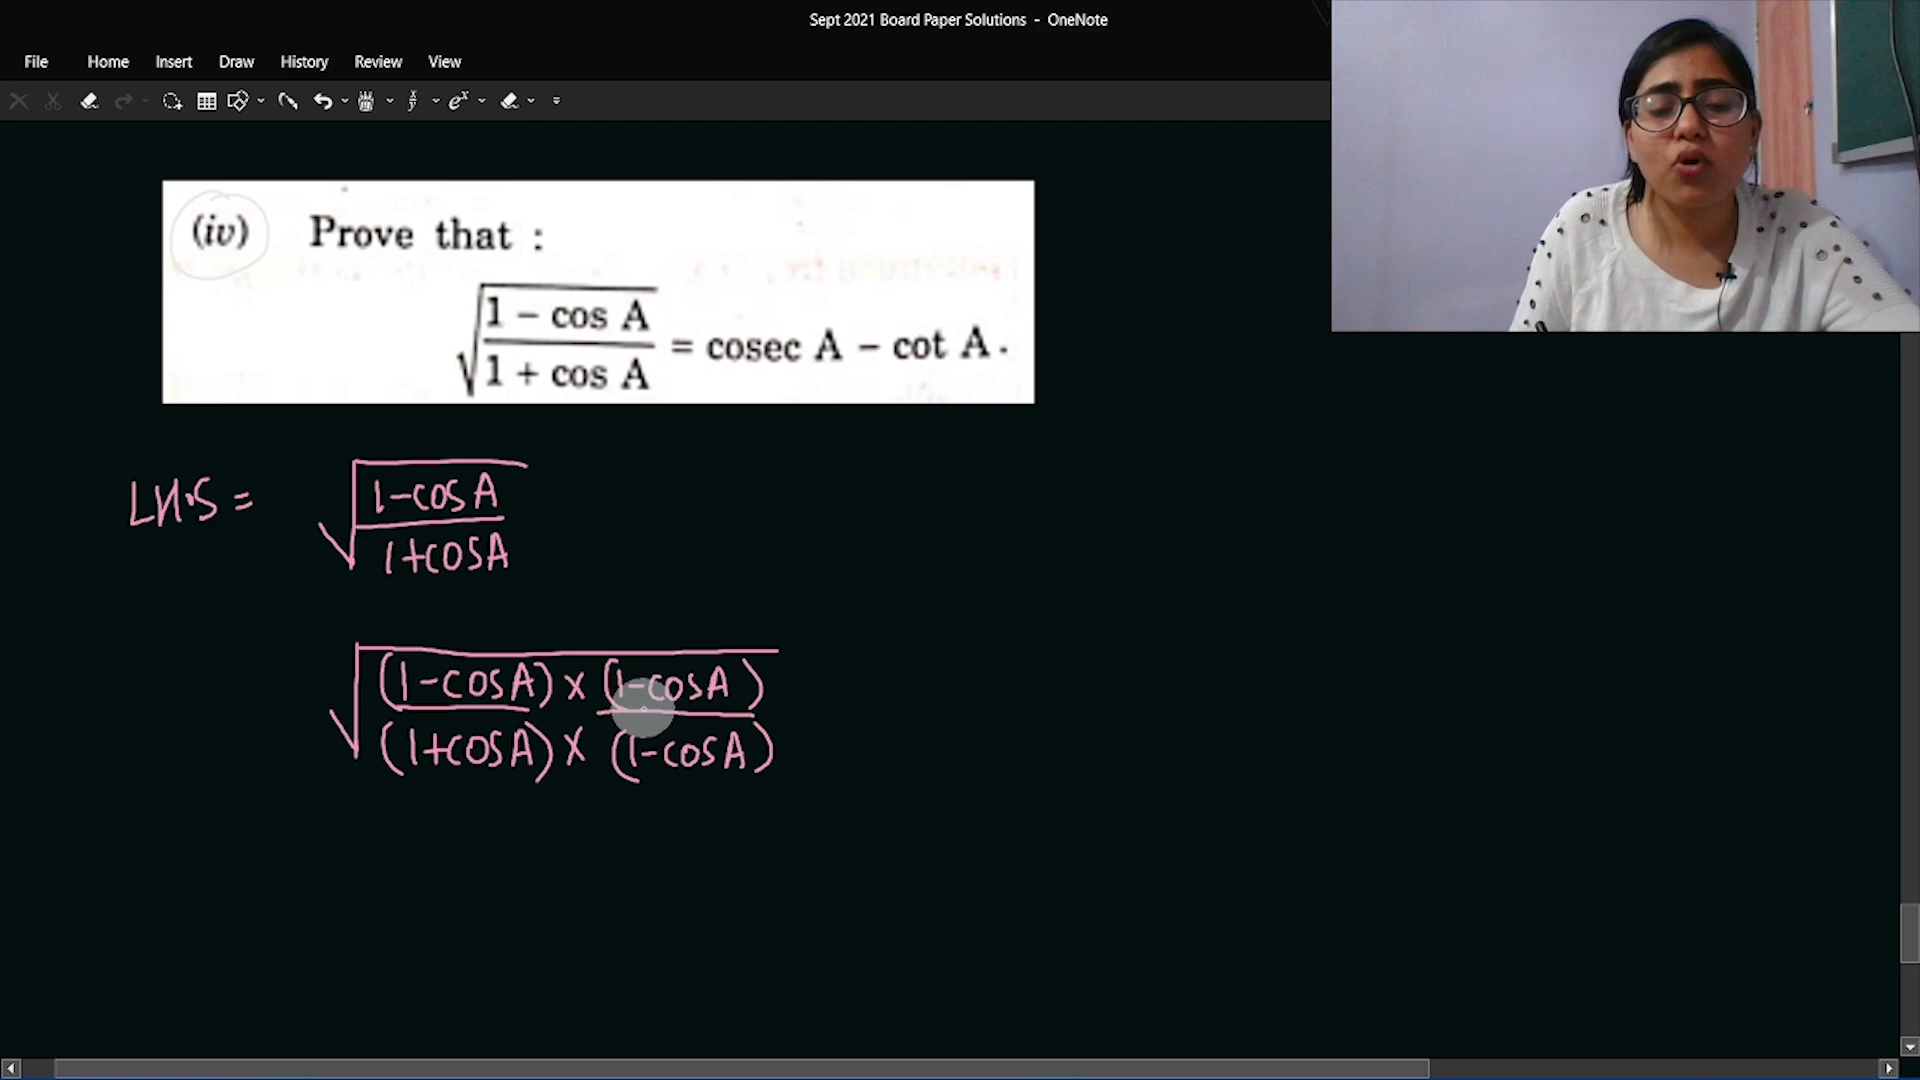 Sept 2021 Board Paper Solutions - OneNote
File Home Insert Draw History Review View
(iv) Prove that :
√(1 - cos A / 1 + cos A) = cosec A - cot A.
LH.S = √(1-cosA / 1+cosA)
√((1-cosA) x (1-cosA) / (1+cosA) x (1-cosA))